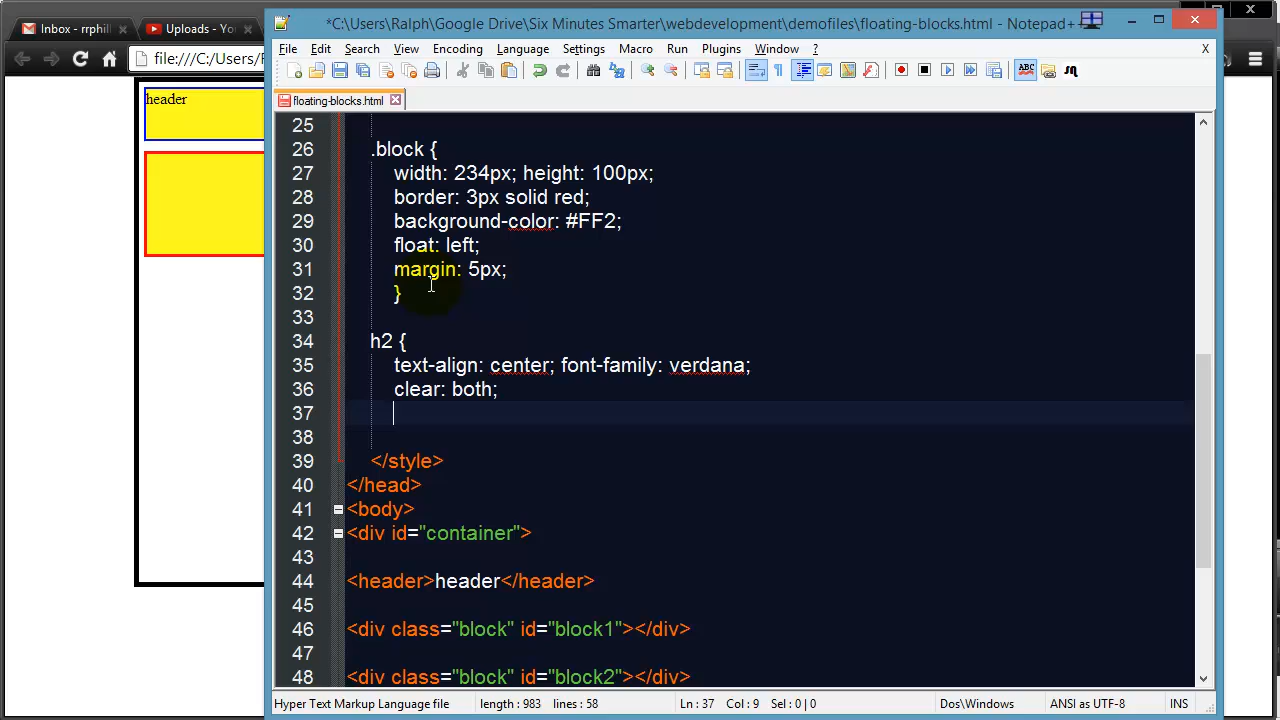 Inbox - rrphill
Uploads - Yo
file:///C:/Users/F
header
*C:\Users\Ralph\Google Drive\Six Minutes Smarter\webdevelopment\demofiles\floating-blocks.html - Notepad++
File Edit Search View Encoding Language Settings Macro Run Plugins Window ? X
floating-blocks.html
25
26 .block {
27 width: 234px; height: 100px;
28 border: 3px solid red;
29 background-color: #FF2;
30 float: left;
31 margin: 5px;
32 }
33
34 h2 {
35 text-align: center; font-family: verdana;
36 clear: both;
37
38
39 </style>
40 </head>
41 <body>
42 <div id="container">
43
44 <header>header</header>
45
46 <div class="block" id="block1"></div>
47
48 <div class="block" id="block2"></div>
Hyper Text Markup Language file length : 983 lines : 58 Ln : 37 Col : 9 Sel : 0 | 0 Dos\Windows ANSI as UTF-8 INS